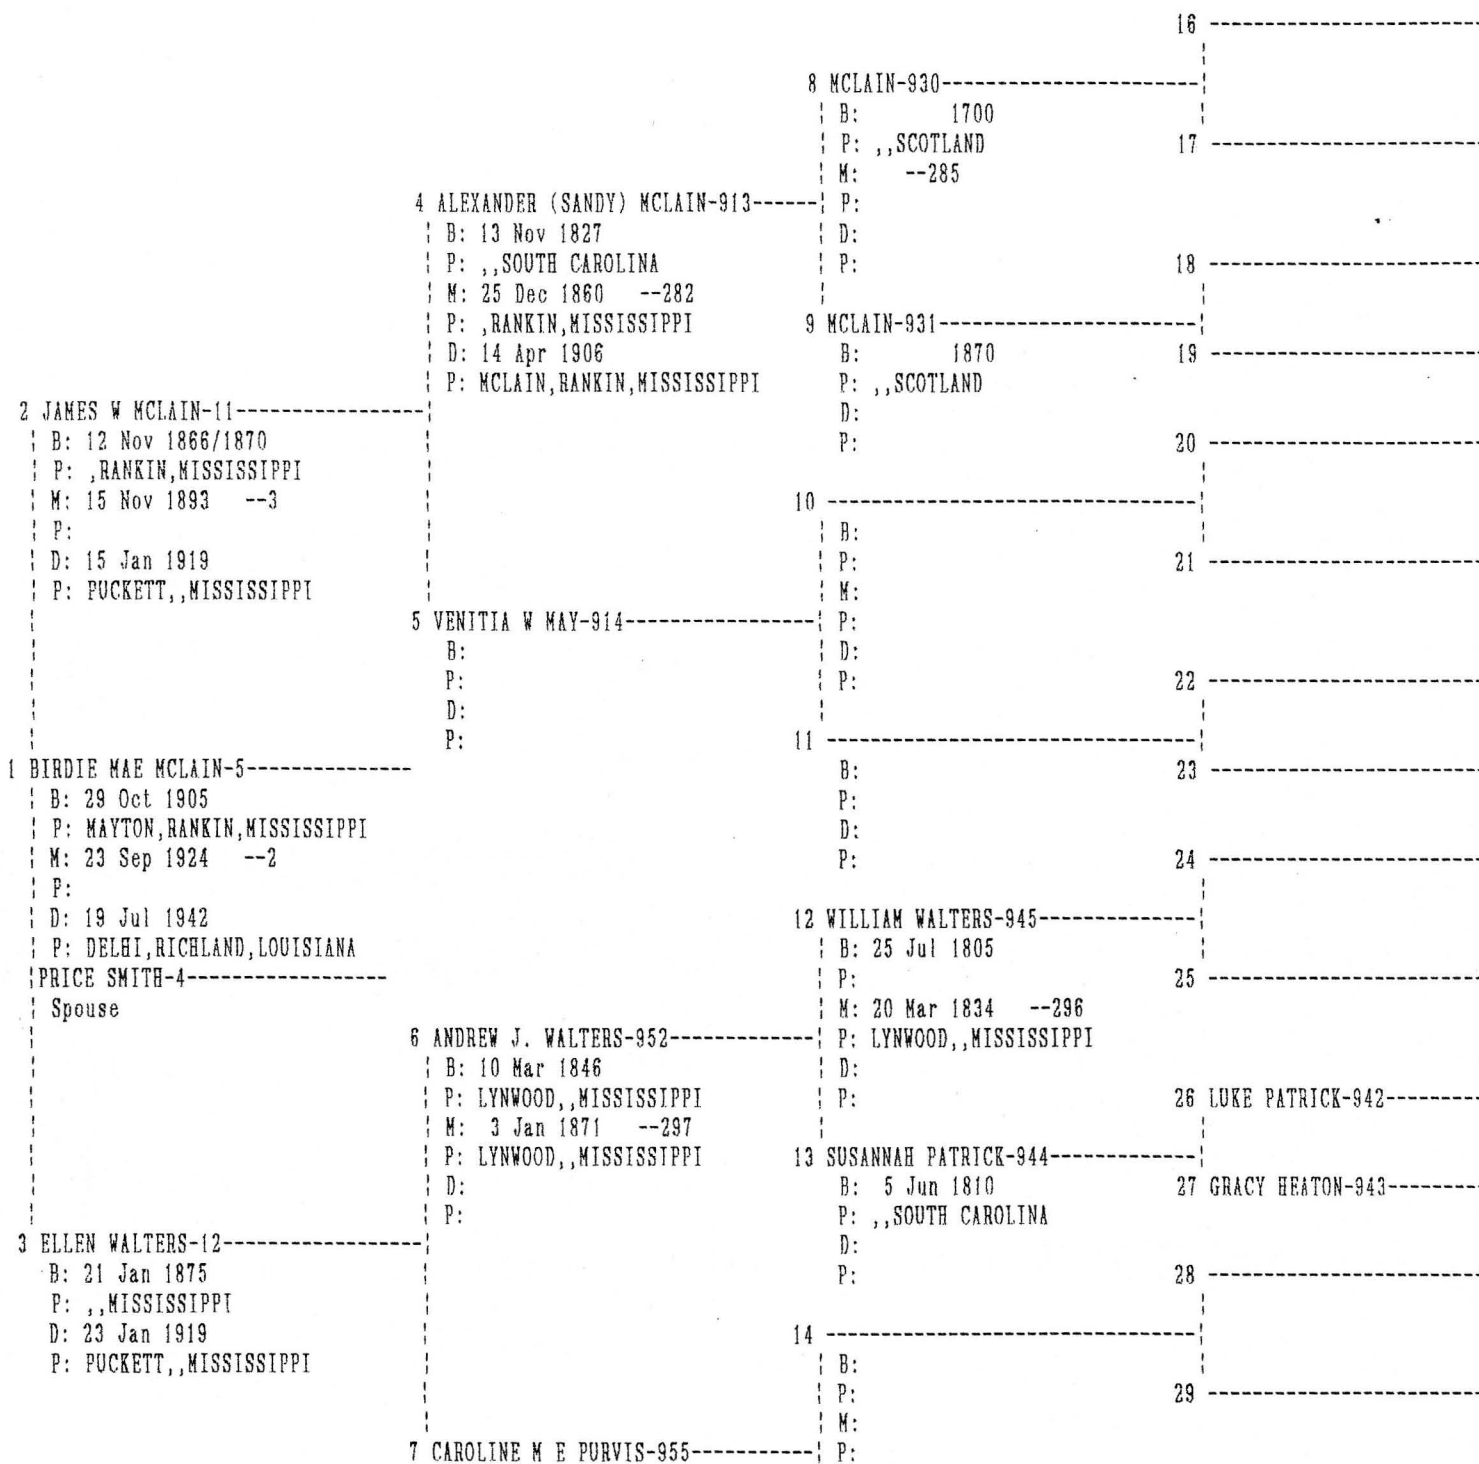 16 ------------------------
8 MCLAIN-930------------------------
B: 1700
P: ,,SCOTLAND
17 ------------------------
M: --285
4 ALEXANDER (SANDY) MCLAIN-913------
P:
B: 13 Nov 1827
D:
P: ,,SOUTH CAROLINA
P:
18 ------------------------
M: 25 Dec 1860 --282
P: ,RANKIN,MISSISSIPPI
9 MCLAIN-931------------------------
D: 14 Apr 1906
B: 1870
19 ------------------------
P: MCLAIN,RANKIN,MISSISSIPPI
P: ,,SCOTLAND
2 JAMES W MCLAIN-11-----------------
D:
B: 12 Nov 1866/1870
P:
20 ------------------------
P: ,RANKIN,MISSISSIPPI
M: 15 Nov 1893 --3
10 ---------------------------------
P:
B:
D: 15 Jan 1919
P:
21 ------------------------
P: PUCKETT,,MISSISSIPPI
M:
5 VENITIA W MAY-914-----------------
P:
B:
D:
P:
P:
22 ------------------------
D:
P:
11 ---------------------------------
1 BIRDIE MAE MCLAIN-5---------------
B:
23 ------------------------
B: 29 Oct 1905
P:
P: MAYTON,RANKIN,MISSISSIPPI
D:
M: 23 Sep 1924 --2
P:
24 ------------------------
P:
D: 19 Jul 1942
12 WILLIAM WALTERS-945--------------
P: DELHI,RICHLAND,LOUISIANA
B: 25 Jul 1805
PRICE SMITH-4------------------
P:
25 ------------------------
Spouse
M: 20 Mar 1834 --296
6 ANDREW J. WALTERS-952-------------
P: LYNWOOD,,MISSISSIPPI
B: 10 Mar 1846
D:
P: LYNWOOD,,MISSISSIPPI
P:
26 LUKE PATRICK-942--------
M: 3 Jan 1871 --297
P: LYNWOOD,,MISSISSIPPI
13 SUSANNAH PATRICK-944-------------
D:
B: 5 Jun 1810
27 GRACY HEATON-943--------
P:
P: ,,SOUTH CAROLINA
3 ELLEN WALTERS-12------------------
D:
B: 21 Jan 1875
P:
28 ------------------------
P: ,,MISSISSIPPI
D: 23 Jan 1919
14 ---------------------------------
P: PUCKETT,,MISSISSIPPI
B:
P:
29 ------------------------
M:
7 CAROLINE M E PURVIS-955-----------
P: